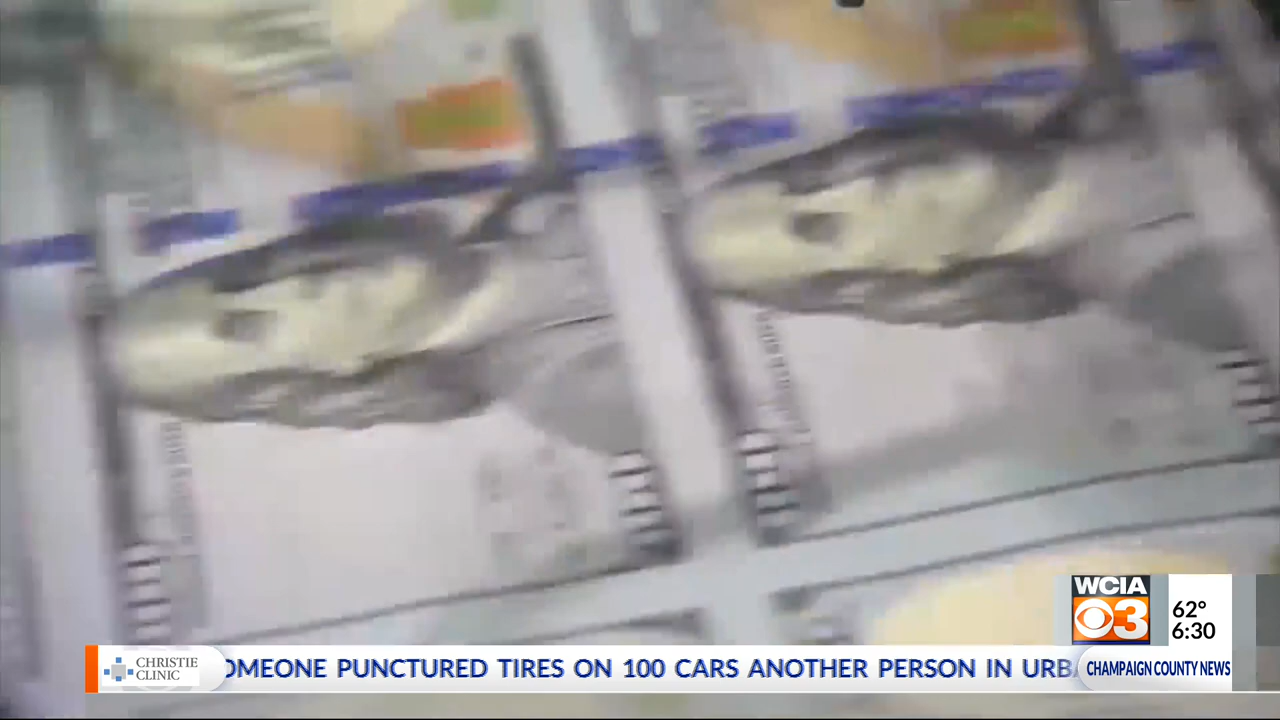 WCIA
3
62°
6:30
CHRISTIE
CLINIC
OMEONE PUNCTURED TIRES ON 100 CARS ANOTHER PERSON IN URB
CHAMPAIGN COUNTY NEWS